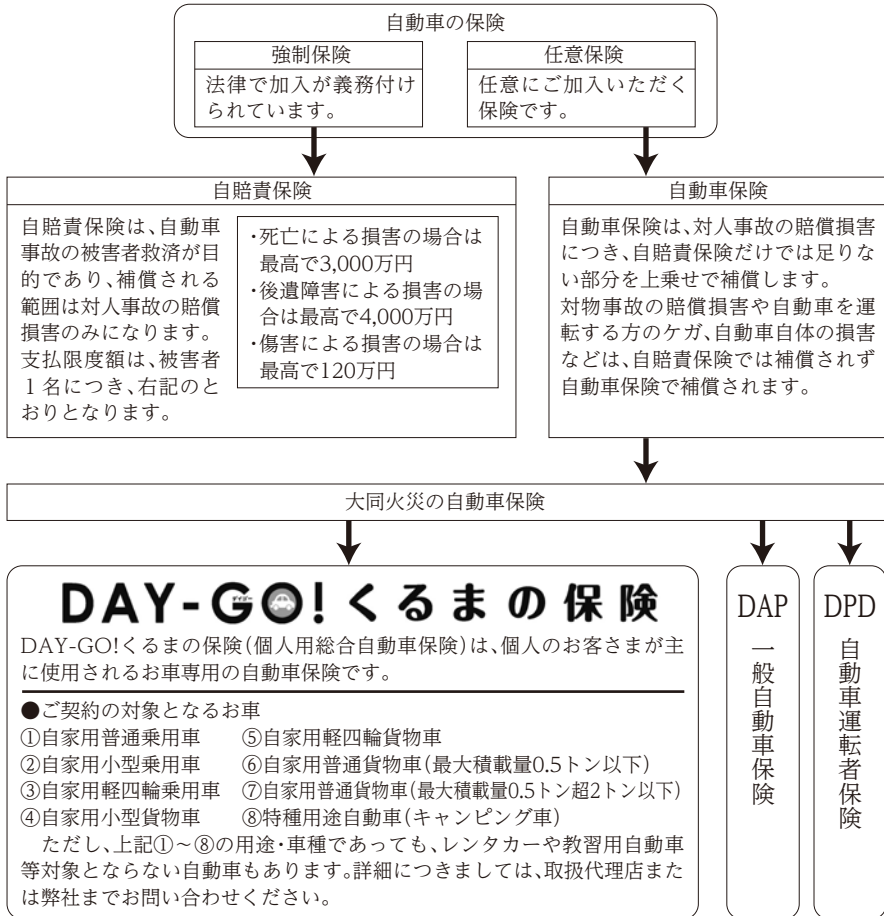 自動車の保険
強制保険
法律で加入が義務付け
られています。
任意保険
任意にご加入いただく
保険です。
自賠責保険
自賠責保険は、自動車
事故の被害者救済が目
的であり、補償される
範囲は対人事故の賠償
損害のみになります。
支払限度額は、被害者
1名につき、右記のと
おりとなります。
・死亡による損害の場合は
最高で3,000万円
・後遺障害による損害の場
合は最高で4,000万円
・傷害による損害の場合は
最高で120万円
自動車保険
自動車保険は、対人事故の賠償損害
につき、自賠責保険だけでは足りな
い部分を上乗せで補償します。
対物事故の賠償損害や自動車を運
転する方のケガ、自動車自体の損害
などは、自賠責保険では補償されず
自動車保険で補償されます。
大同火災の自動車保険
DAY-GO!くるまの保険
DAY-GO!くるまの保険(個人用総合自動車保険)は、個人のお客さまが主
に使用されるお車専用の自動車保険です。
●ご契約の対象となるお車
①自家用普通乗用車 ⑤自家用軽四輪貨物車
②自家用小型乗用車 ⑥自家用普通貨物車(最大積載量0.5トン以下)
③自家用軽四輪乗用車 ⑦自家用普通貨物車(最大積載量0.5トン超2トン以下)
④自家用小型貨物車 ⑧特種用途自動車(キャンピング車)
ただし、上記①~⑧の用途・車種であっても、レンタカーや教習用自動車
等対象とならない自動車もあります。詳細につきましては、取扱代理店また
は弊社までお問い合わせください。
DAP
一般自動車保険
DPD
自動車運転者保険